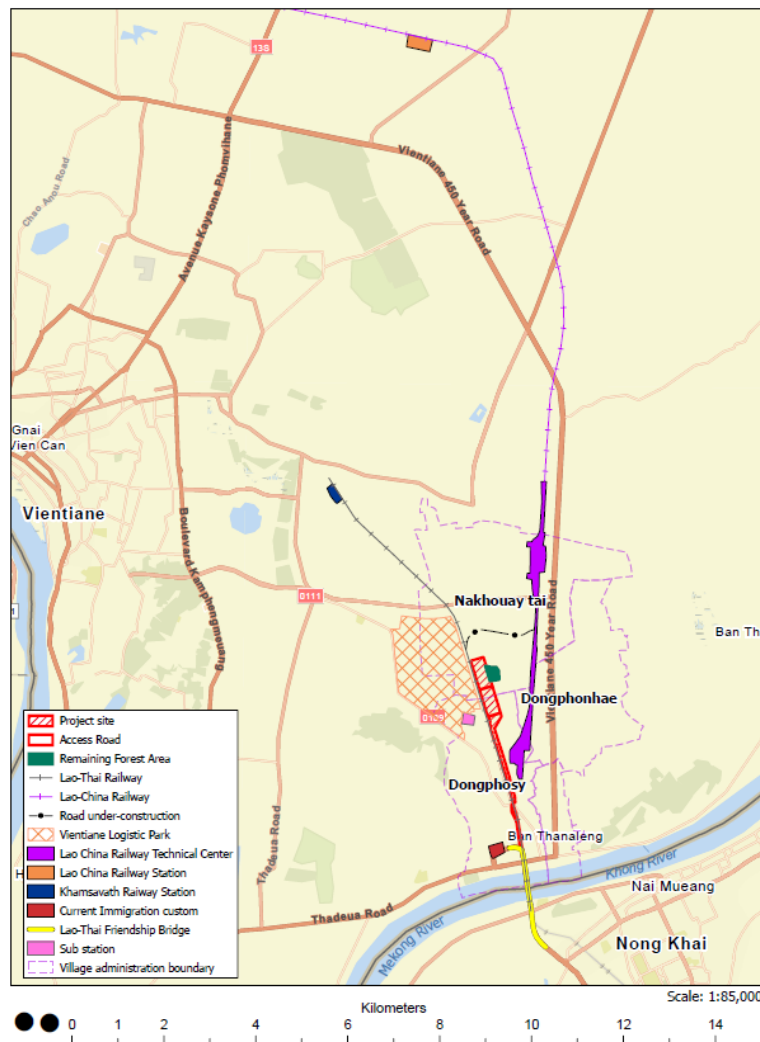 13S
Vientiane 450 Year Road
Chao Anou Road
Avenue Kaysone Phomvihane
Gnai
Vien Can
Vientiane
Boulevard Kamphengmeuang
D111
Nakhouay tai
Vientiane 450 Year Road
Ban Th
Dongphonhae
D129
Dongphosy
Ban Thanaleng
Khong River
Nai Mueang
Thadeua Road
Thadeua Road
Mekong River
Nong Khai
Project site
Access Road
Remaining Forest Area
Lao-Thai Railway
Lao-China Railway
Road under-construction
Vientiane Logistic Park
Lao China Railway Technical Center
Lao China Railway Station
Khamsavath Raiway Station
Current Immigration custom
Lao-Thai Friendship Bridge
Sub station
Village administration boundary
Scale: 1:85,000
Kilometers
0 1 2 4 6 8 10 12 14